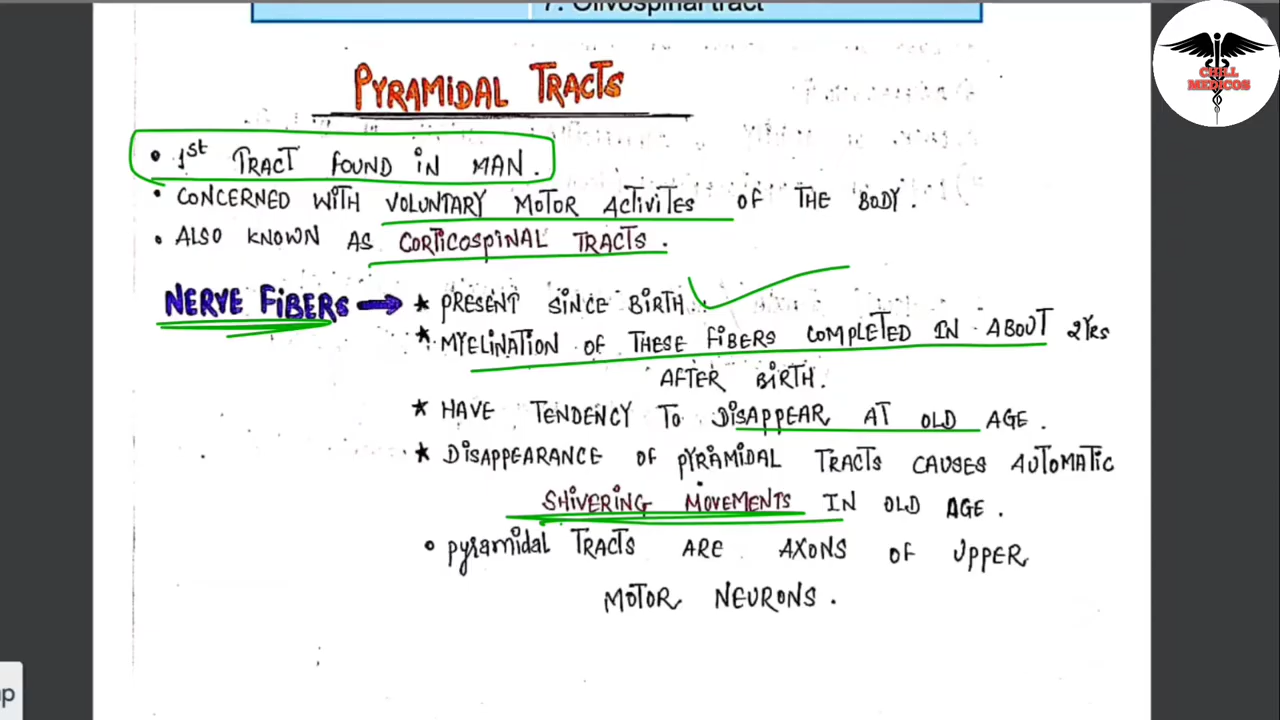 7. Olivospinal tract
CHILL
MEDICOS
PYRAMIDAL TRACTS
• 1st TRACT FOUND IN MAN.
• CONCERNED WITH VOLUNTARY MOTOR ACTIVITES OF THE BODY.
• ALSO KNOWN AS CORTICOSPINAL TRACTS.
NERVE FIBERS → ★ PRESENT SINCE BIRTH.
★ MYELINATION OF THESE FIBERS COMPLETED IN ABOUT 2YRS
AFTER BIRTH.
★ HAVE TENDENCY TO DISAPPEAR AT OLD AGE.
★ DISAPPEARANCE OF PYRAMIDAL TRACTS CAUSES AUTOMATIC
SHIVERING MOVEMENTS IN OLD AGE.
• pyramidal TRACTS ARE AXONS OF UPPER
MOTOR NEURONS.